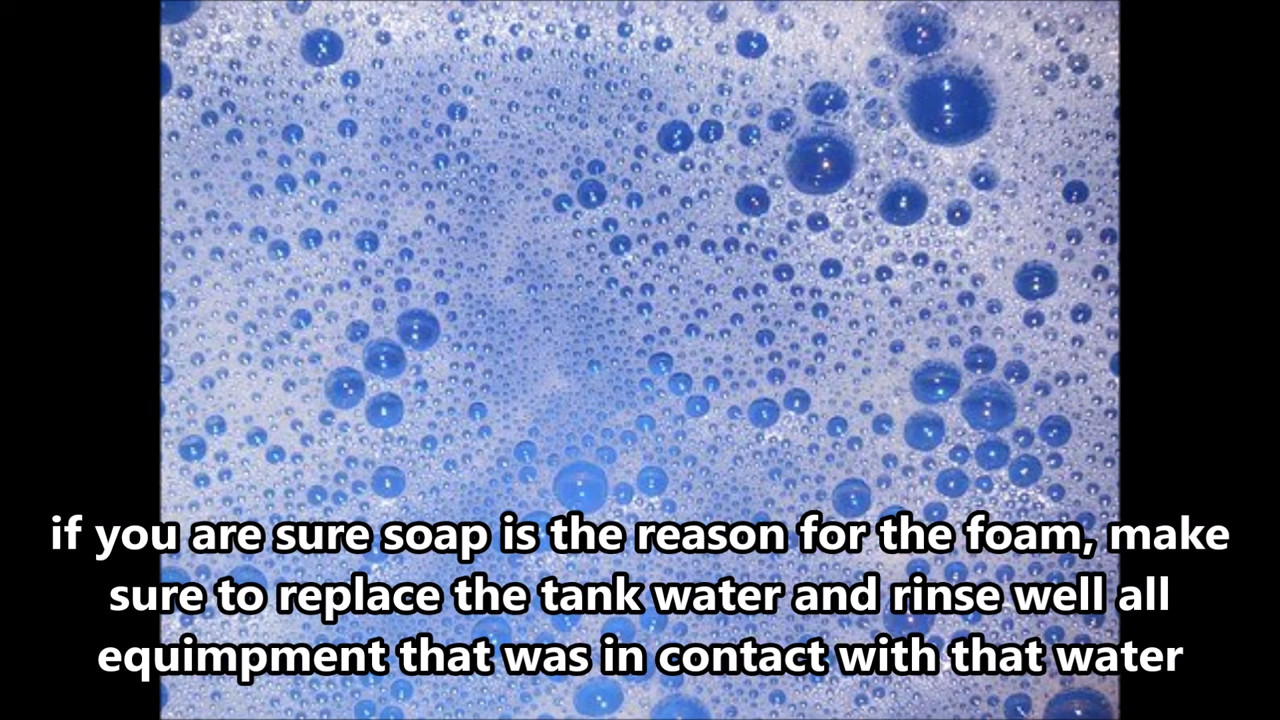 if you are sure soap is the reason for the foam, make
sure to replace the tank water and rinse well all
equimpment that was in contact with that water